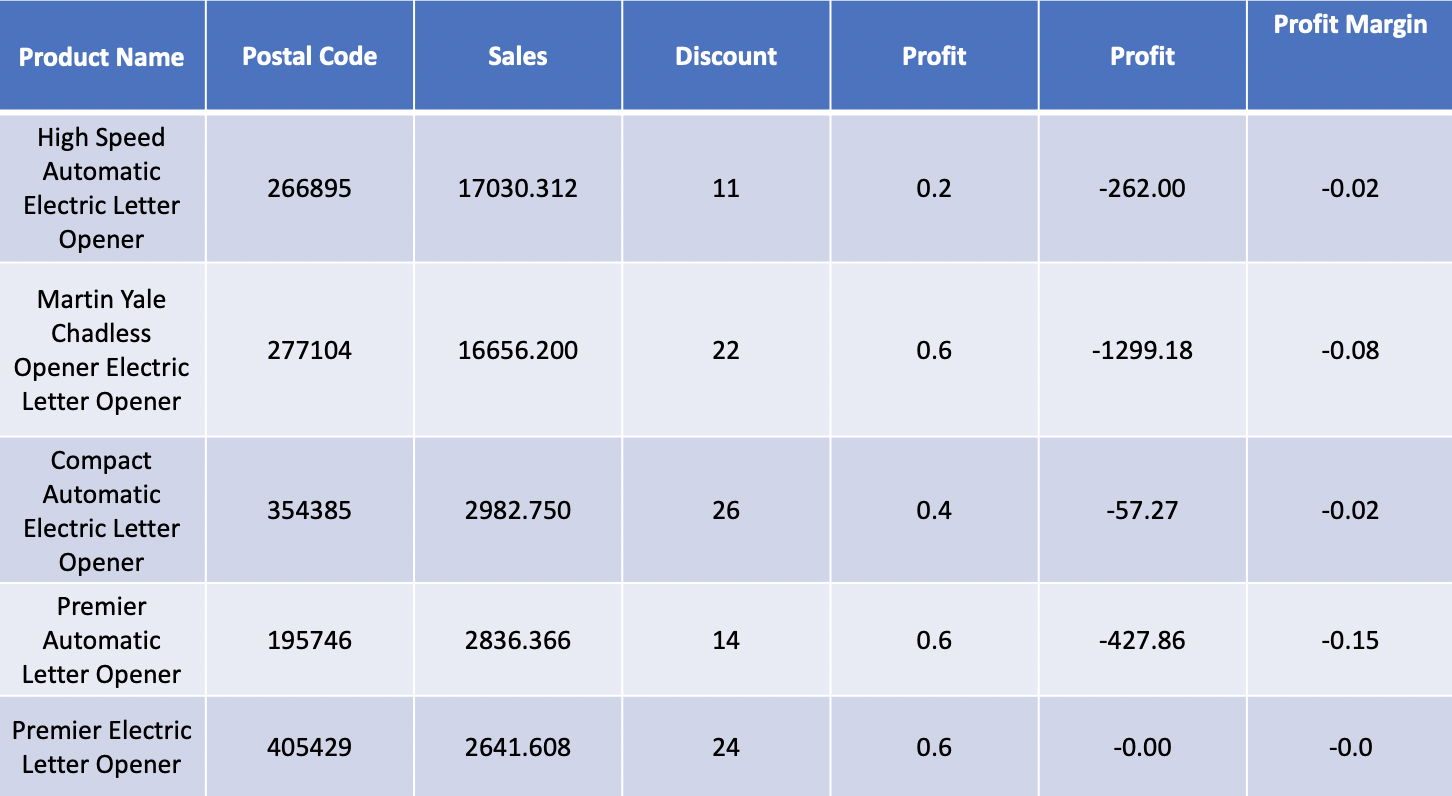 Product Name Postal Code Sales Discount Profit Profit Profit Margin
High Speed
Automatic
Electric Letter
Opener
266895 17030.312 11 0.2 -262.00 -0.02
Martin Yale
Chadless
Opener Electric
Letter Opener
277104 16656.200 22 0.6 -1299.18 -0.08
Compact
Automatic
Electric Letter
Opener
354385 2982.750 26 0.4 -57.27 -0.02
Premier
Automatic
Letter Opener
195746 2836.366 14 0.6 -427.86 -0.15
Premier Electric
Letter Opener
405429 2641.608 24 0.6 -0.00 -0.0